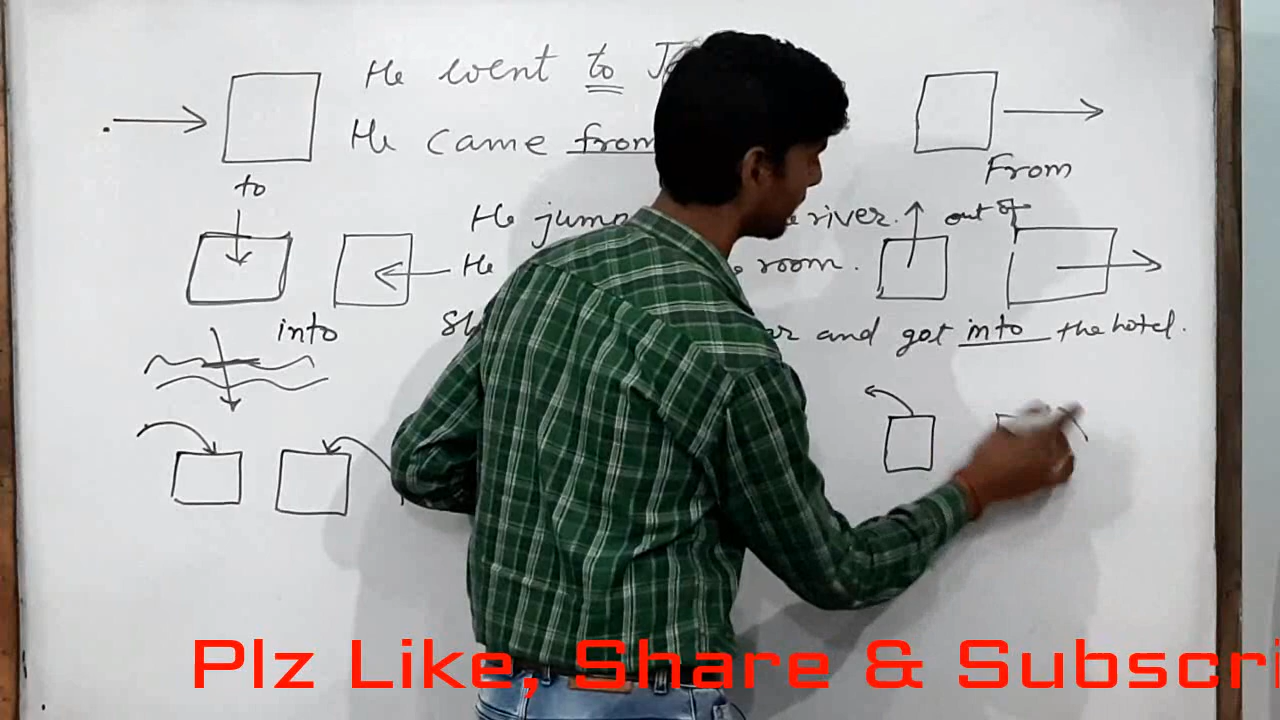 He went to
He came from
to
From
He jump river. out of
He room.
into
and got into the hotel.
Plz Like, Share & Subscri